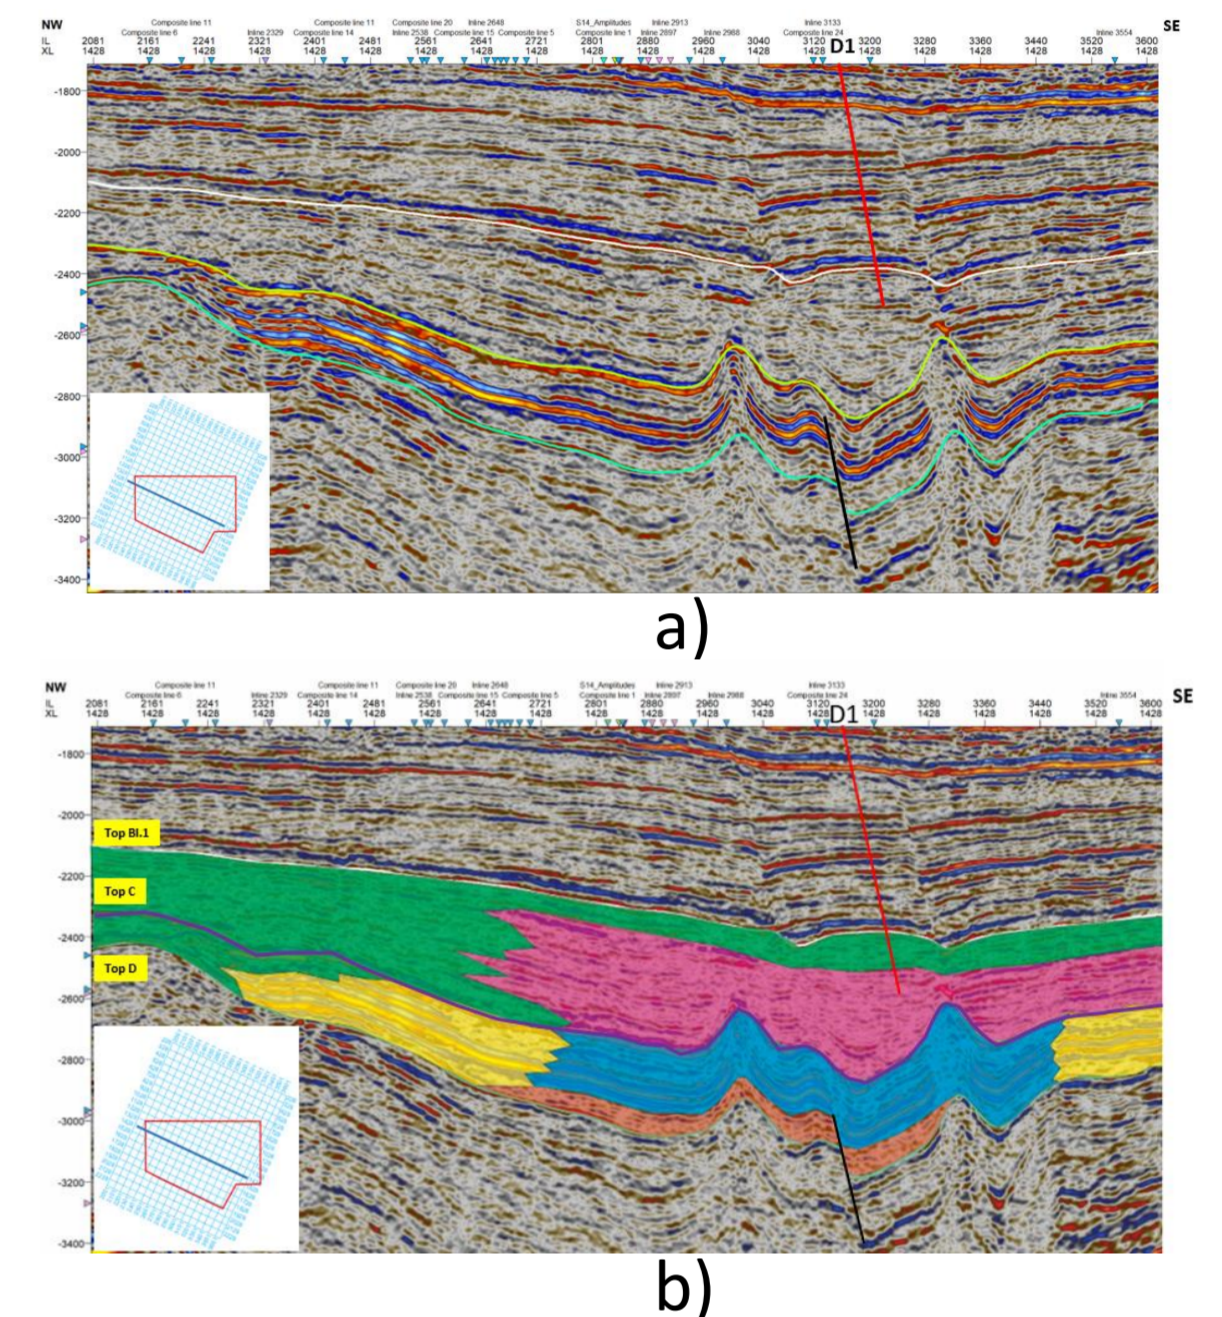 NW
Composite line 11 Composite line 11 Composite line 20 Inline 2648 S14_Amplitudes Inline 2913 Inline 3133
SE
Composite line 6 Inline 2329 Composite line 14 Inline 2538 Composite line 15 Composite line 5 Composite line 1 Inline 2897 Inline 2988 Composite line 24 Inline 3554
IL 2081 2161 2241 2321 2401 2481 2561 2641 2721 2801 2880 2960 3040 3120 3200 3280 3360 3440 3520 3600
XL 1428 1428 1428 1428 1428 1428 1428 1428 1428 1428 1428 1428 1428 1428 1428 1428 1428 1428 1428 1428
D1
-1800
-2000
-2200
-2400
-2600
-2800
-3000
-3200
-3400
a)
NW
Composite line 11 Composite line 11 Composite line 20 Inline 2648 S14_Amplitudes Inline 2913 Inline 3133
SE
Composite line 6 Inline 2329 Composite line 14 Inline 2538 Composite line 15 Composite line 5 Composite line 1 Inline 2897 Inline 2988 Composite line 24 Inline 3554
IL 2081 2161 2241 2321 2401 2481 2561 2641 2721 2801 2880 2960 3040 3120 3200 3280 3360 3440 3520 3600
XL 1428 1428 1428 1428 1428 1428 1428 1428 1428 1428 1428 1428 1428 1428 1428 1428 1428 1428 1428 1428
D1
-1800
-2000
Top Bl.1
-2200
Top C
-2400
Top D
-2600
-2800
-3000
-3200
-3400
b)